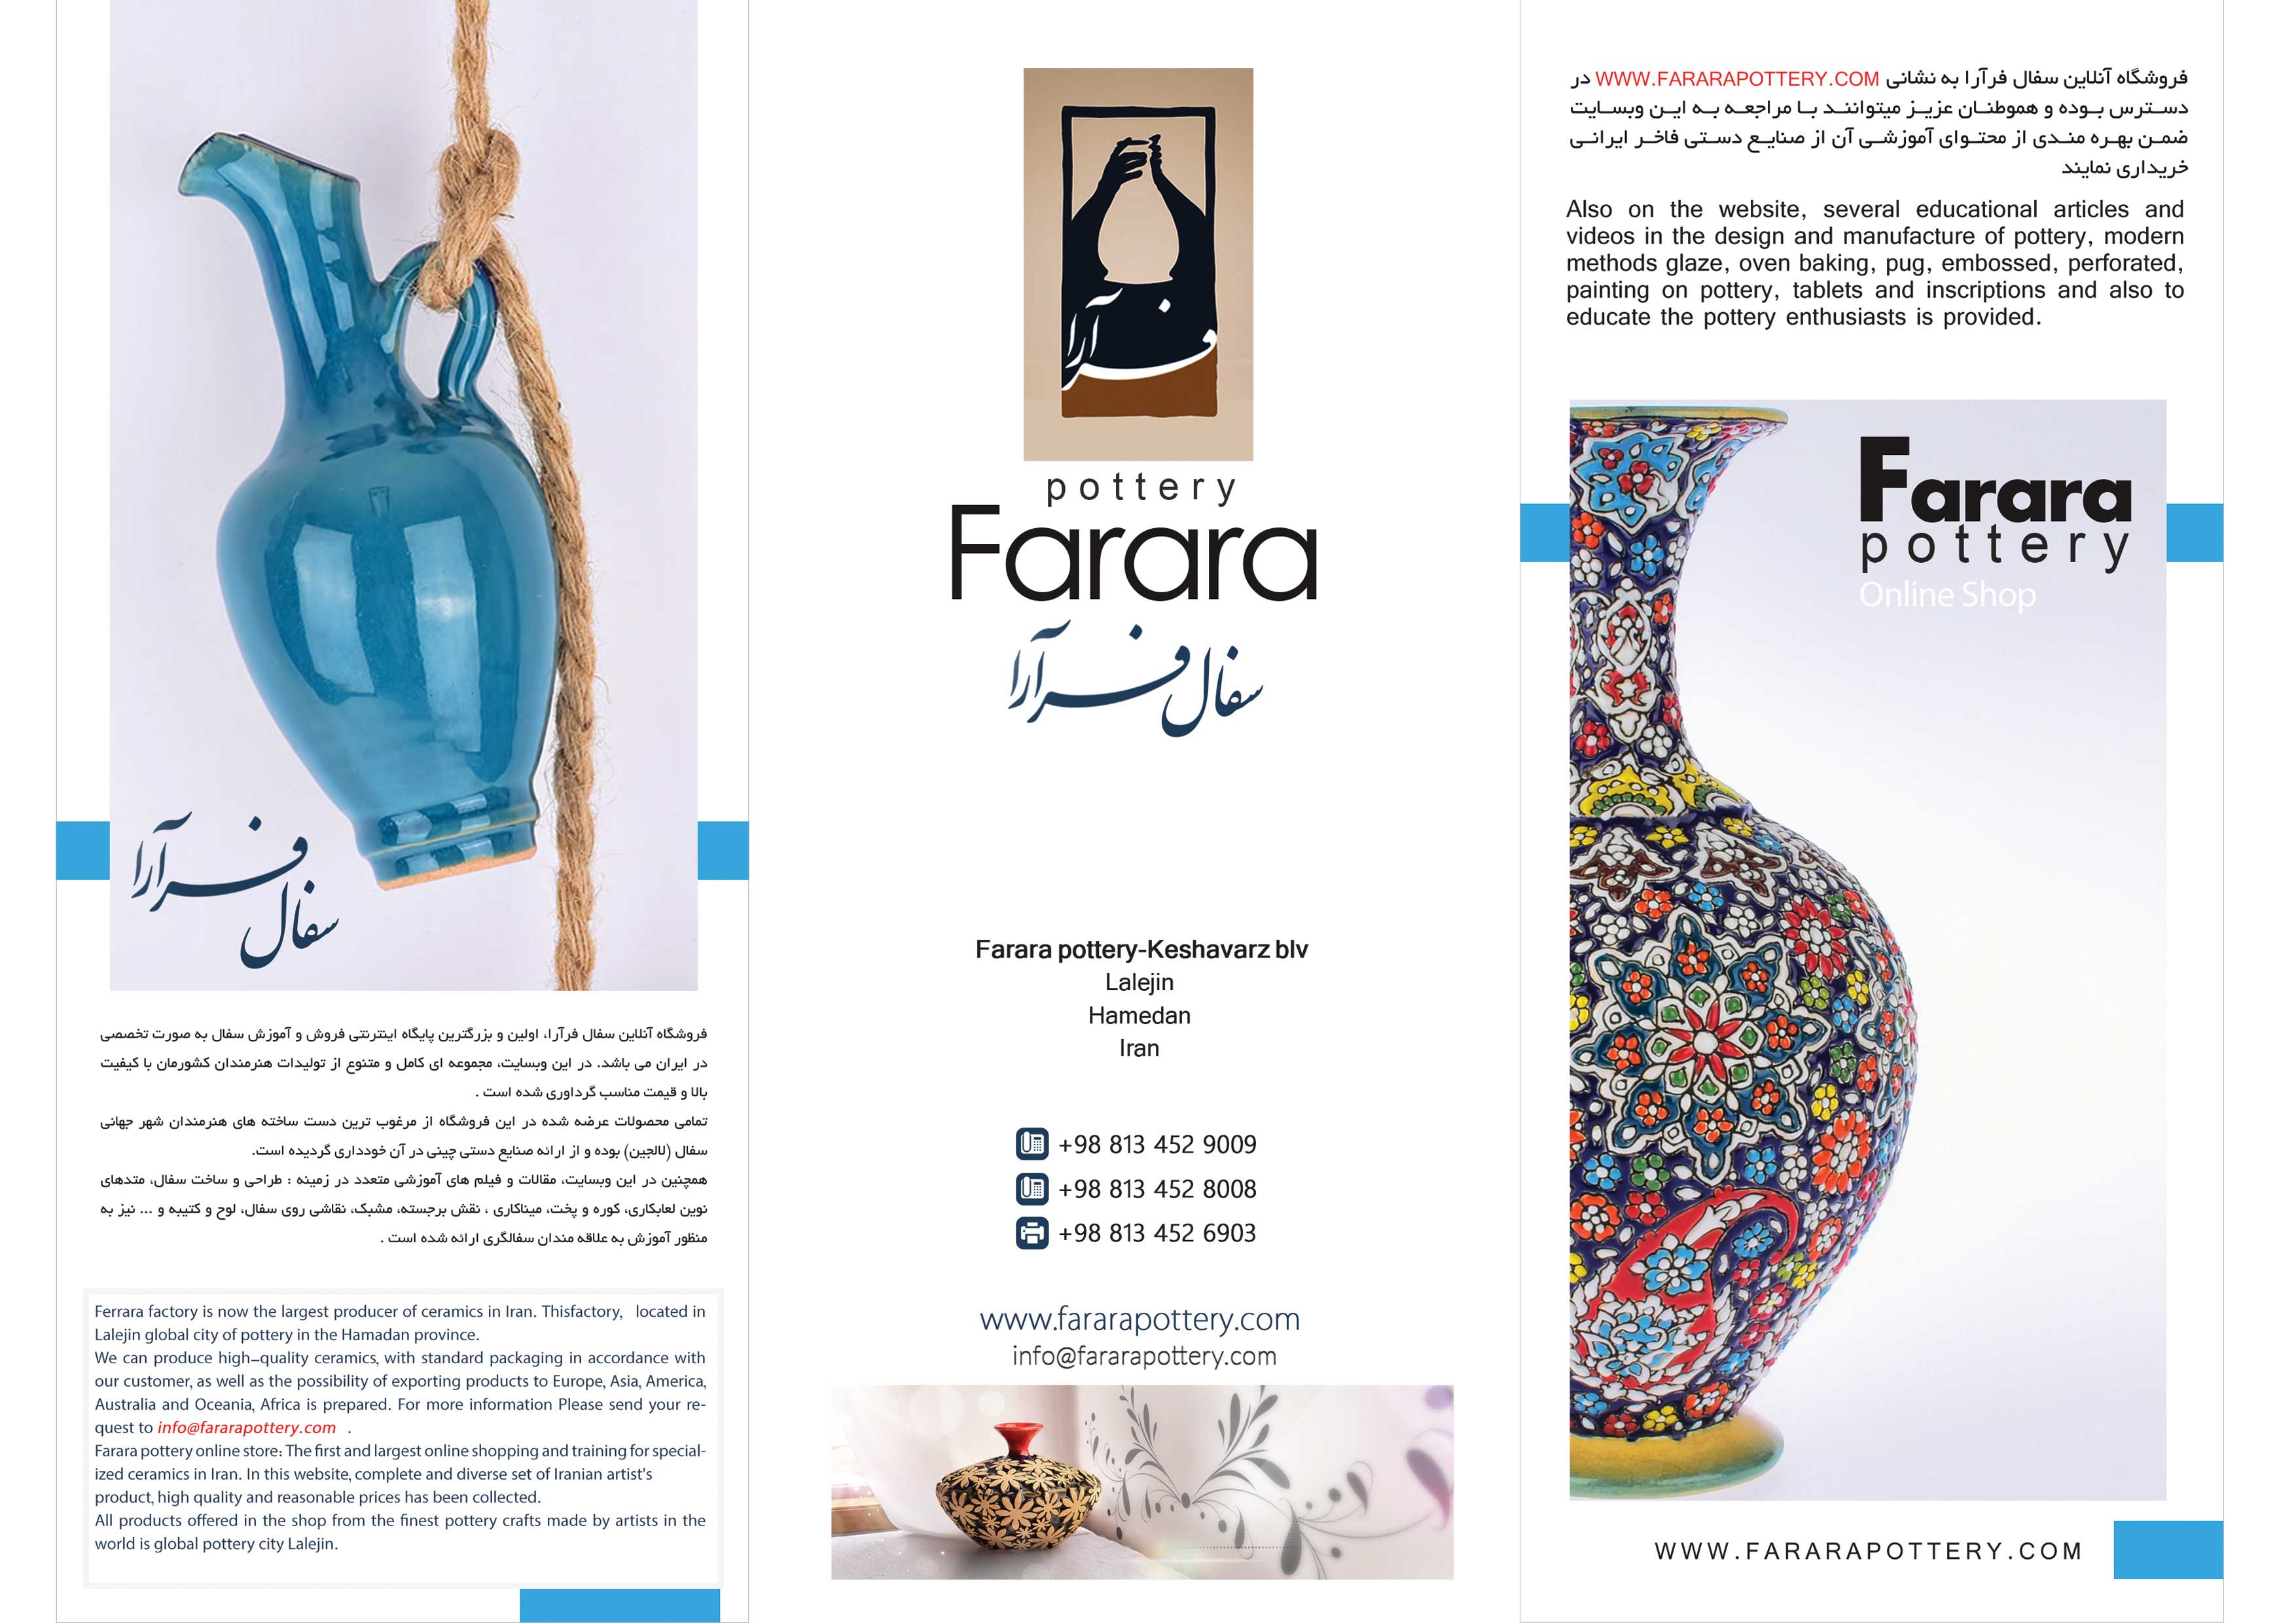 فرآرا
سفال
فروشگاه آنلاین سفال فرآرا، اولین و بزرگترین پایگاه اینترنتی فروش و آموزش سفال به صورت تخصصی
در ایران می باشد. در این وبسایت، مجموعه ای کامل و متنوع از تولیدات هنرمندان کشورمان با کیفیت
بالا و قیمت مناسب گرداوری شده است .
تمامی محصولات عرضه شده در این فروشگاه از مرغوب ترین دست ساخته های هنرمندان شهر جهانی
سفال (لالجین) بوده و از ارائه صنایع دستی چینی در آن خودداری گردیده است.
همچنین در این وبسایت، مقالات و فیلم های آموزشی متعدد در زمینه : طراحی و ساخت سفال، متدهای
نوین لعابکاری، کوره و پخت، میناکاری ، نقش برجسته، مشبک، نقاشی روی سفال، لوح و کتیبه و ... نیز به
منظور آموزش به علاقه مندان سفالگری ارائه شده است .
Ferrara factory is now the largest producer of ceramics in Iran. Thisfactory, located in
Lalejin global city of pottery in the Hamadan province.
We can produce high-quality ceramics, with standard packaging in accordance with
our customer, as well as the possibility of exporting products to Europe, Asia, America,
Australia and Oceania, Africa is prepared. For more information Please send your re-
quest to info@fararapottery.com .
Farara pottery online store: The first and largest online shopping and training for special-
ized ceramics in Iran. In this website, complete and diverse set of Iranian artist's
product, high quality and reasonable prices has been collected.
All products offered in the shop from the finest pottery crafts made by artists in the
world is global pottery city Lalejin.
فرآرا
pottery
Farara
سفال فرآرا
Farara pottery-Keshavarz blv
Lalejin
Hamedan
Iran
+98 813 452 9009
+98 813 452 8008
+98 813 452 6903
www.fararapottery.com
info@fararapottery.com
فروشگاه آنلاین سفال فرآرا به نشانی WWW.FARARAPOTTERY.COM در
دسترس بوده و هموطنان عزیز میتوانند با مراجعه به این وبسایت
ضمن بهره مندی از محتوای آموزشی آن از صنایع دستی فاخر ایرانی
خریداری نمایند
Also on the website, several educational articles and
videos in the design and manufacture of pottery, modern
methods glaze, oven baking, pug, embossed, perforated,
painting on pottery, tablets and inscriptions and also to
educate the pottery enthusiasts is provided.
Farara
pottery
Online Shop
WWW.FARARAPOTTERY.COM